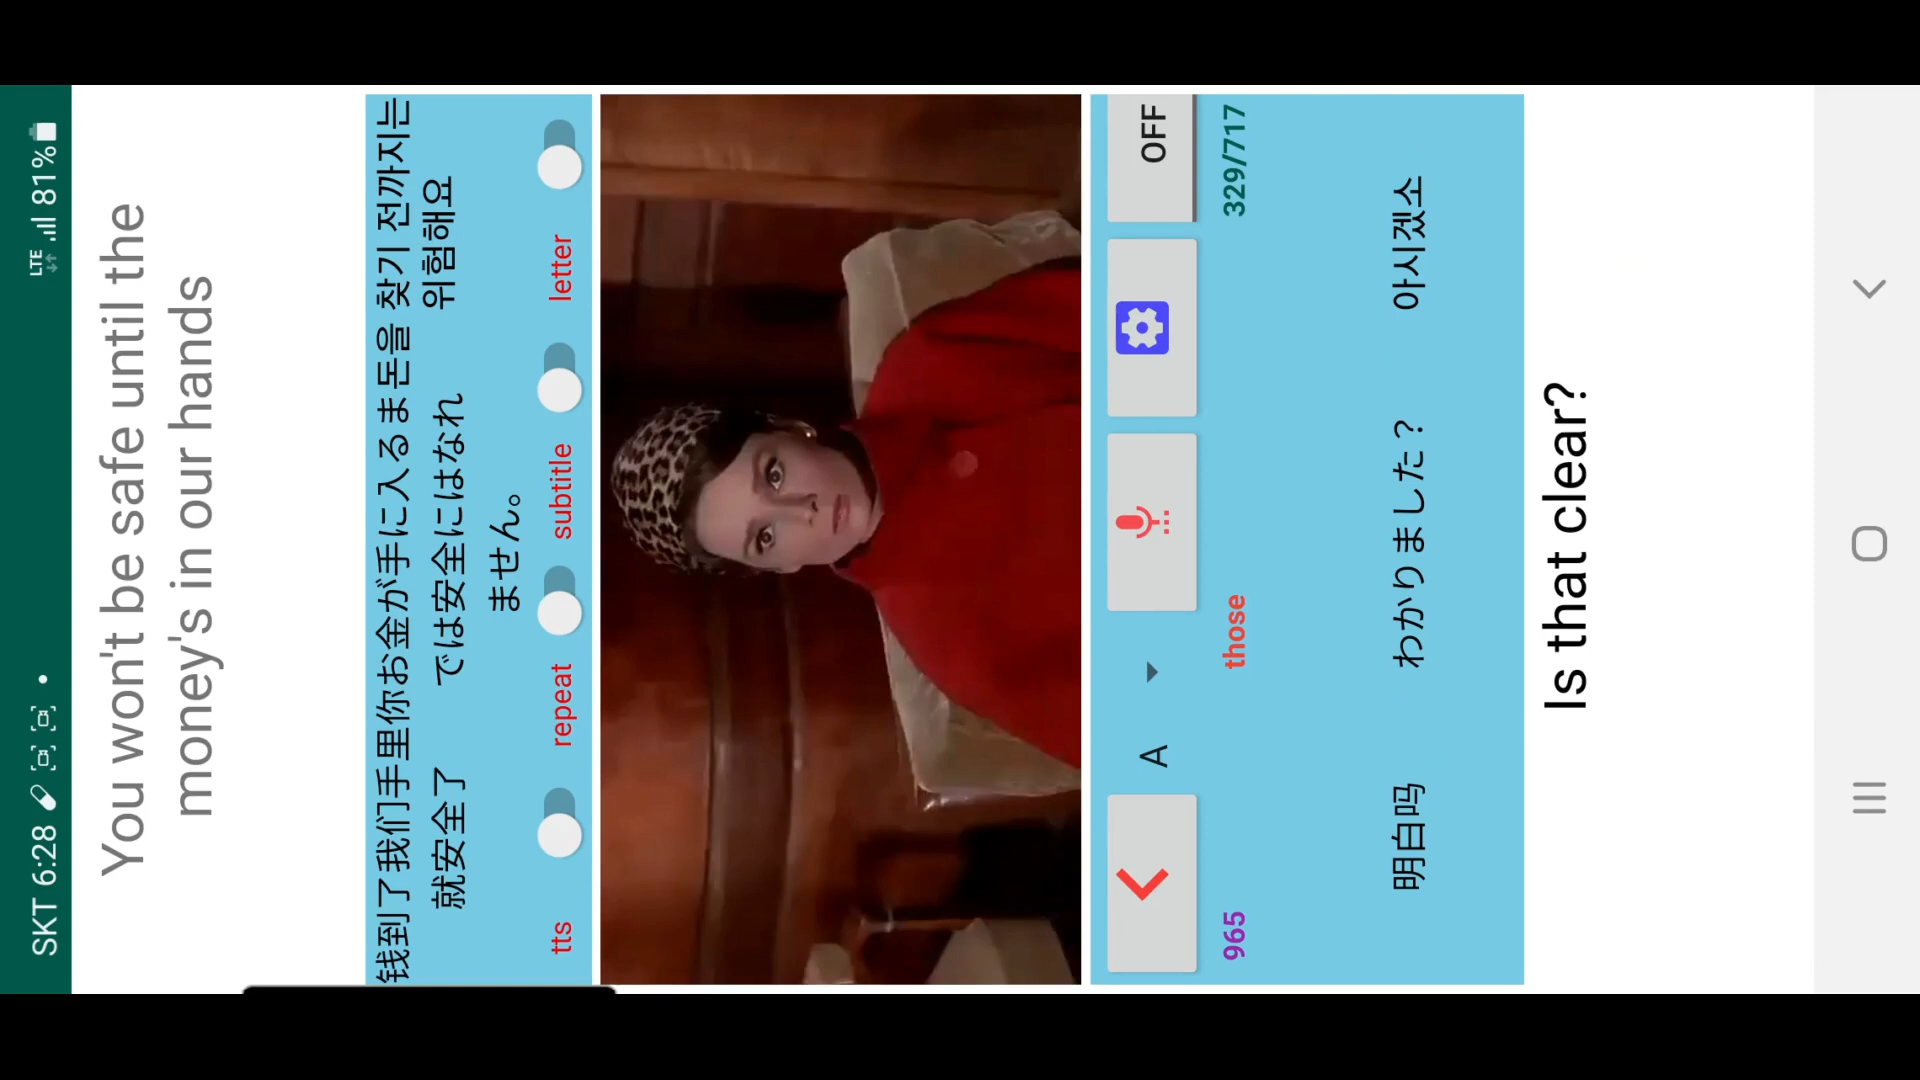 SKT 6:28
LTE 81%
You won't be safe until the
money's in our hands
钱到了我们手里你
就安全了
お金が手に入るま
では安全にはなれ
ません。
돈을 찾기 전까지는
위험해요
tts
repeat
subtitle
letter
A
OFF
965
those
329/717
明白吗
わかりました？
아시겠소
Is that clear?